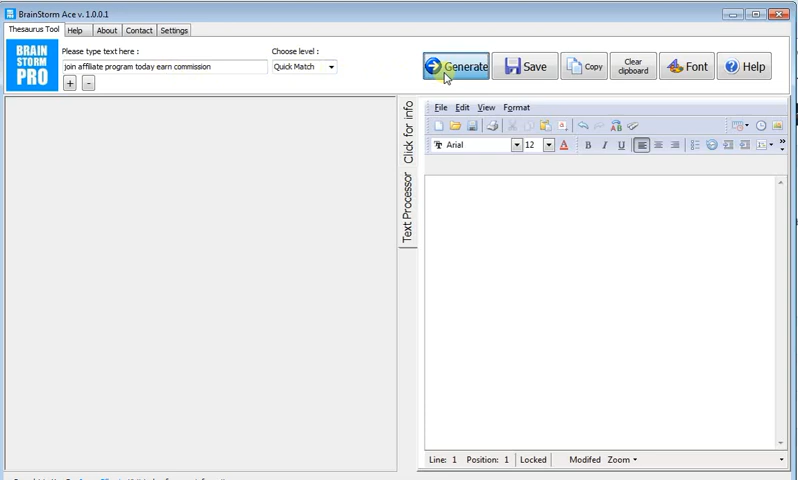 BrainStorm Ace v. 1.0.0.1
Thesaurus Tool Help About Contact Settings
BRAIN STORM PRO
Please type text here :
Choose level :
join affiliate program today earn commission
Quick Match
+ -
Generate Save Copy Clear clipboard Font Help
Click for info
Text Processor
File Edit View Format
Arial 12 A B I U
Line: 1 Position: 1 Locked Modifed Zoom